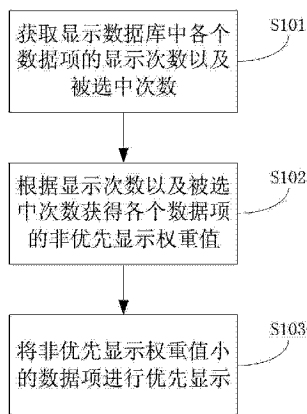 获取显示数据库中各个
数据项的显示次数以及
被选中次数
S101
根据显示次数以及被选
中次数获得各个数据项
的非优先显示权重值
S102
将非优先显示权重值小
的数据项进行优先显示
S103